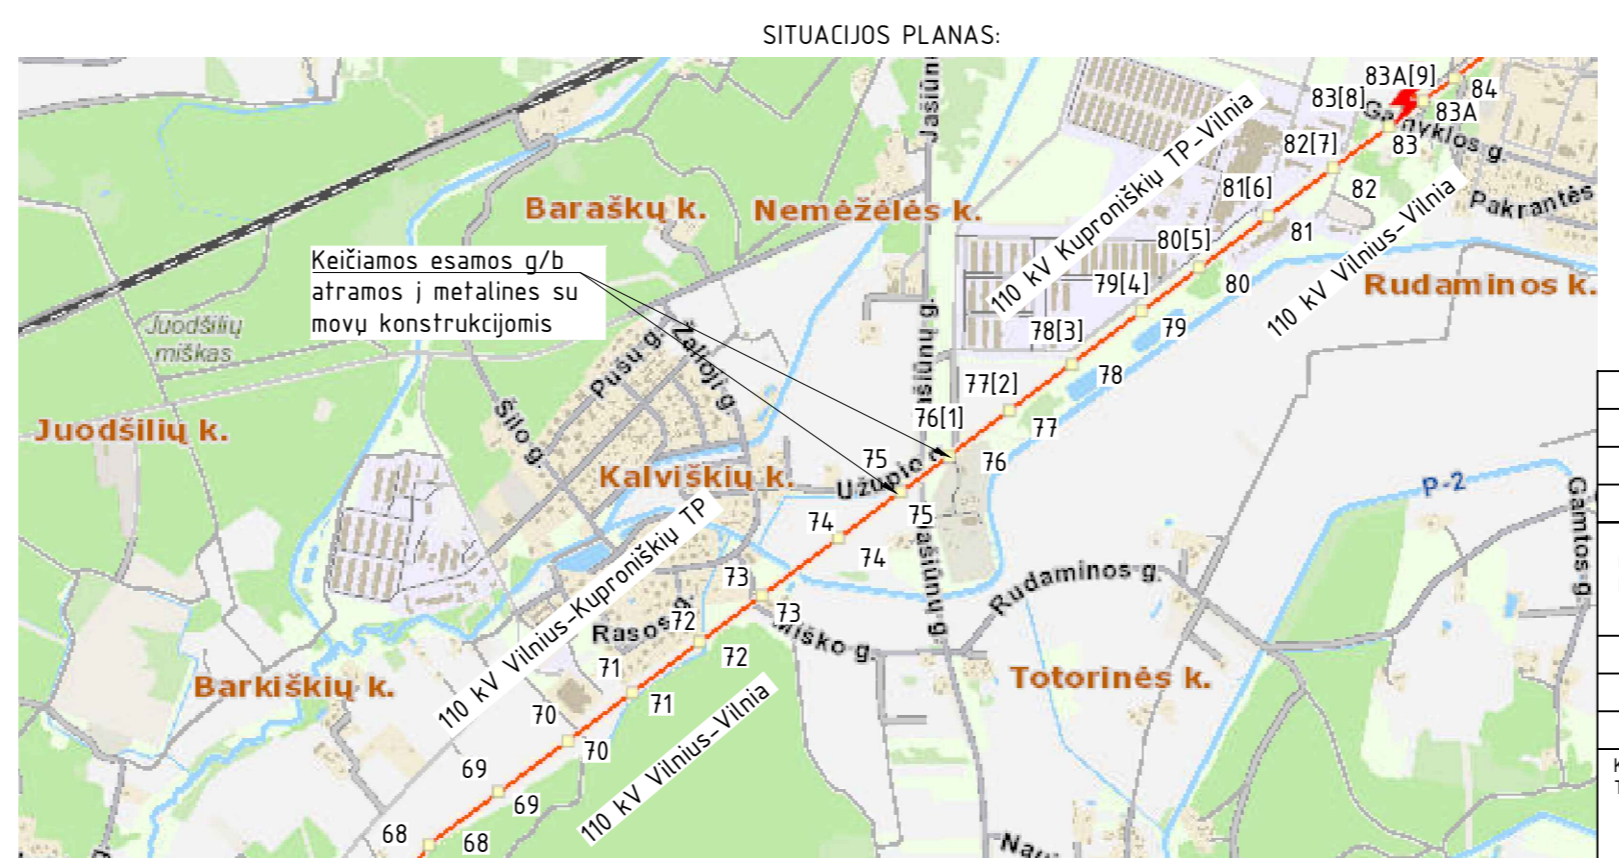 SITUACIJOS PLANAS:
83A[9]
84
83[8]
83A
Ganyklos g.
83
82[7]
82
Pakrantės
110 kV Kuproniškių TP-Vilnia
81[6]
81
Baraškų k.
Nemėžėlės k.
80[5]
80
110 kV Vilnius-Vilnia
Rudaminos k.
Keičiamos esamos g/b
atramos į metalines su
movų konstrukcijomis
79[4]
79
Juodšilių
miškas
Pušų g.
Žalioji g.
78[3]
78
77[2]
77
Šilo g.
76[1]
76
Juodšilių k.
Kalviškių k.
75
Užupio g.
75
P-2
Gamtos g.
74
74
110 kV Vilnius-Kuproniškių TP
73
73
Rudaminos g.
Rasos g.
72
72
Miško g.
71
71
Barkiškių k.
Totorinės k.
70
70
110 kV Vilnius-Vilnia
69
69
68
68